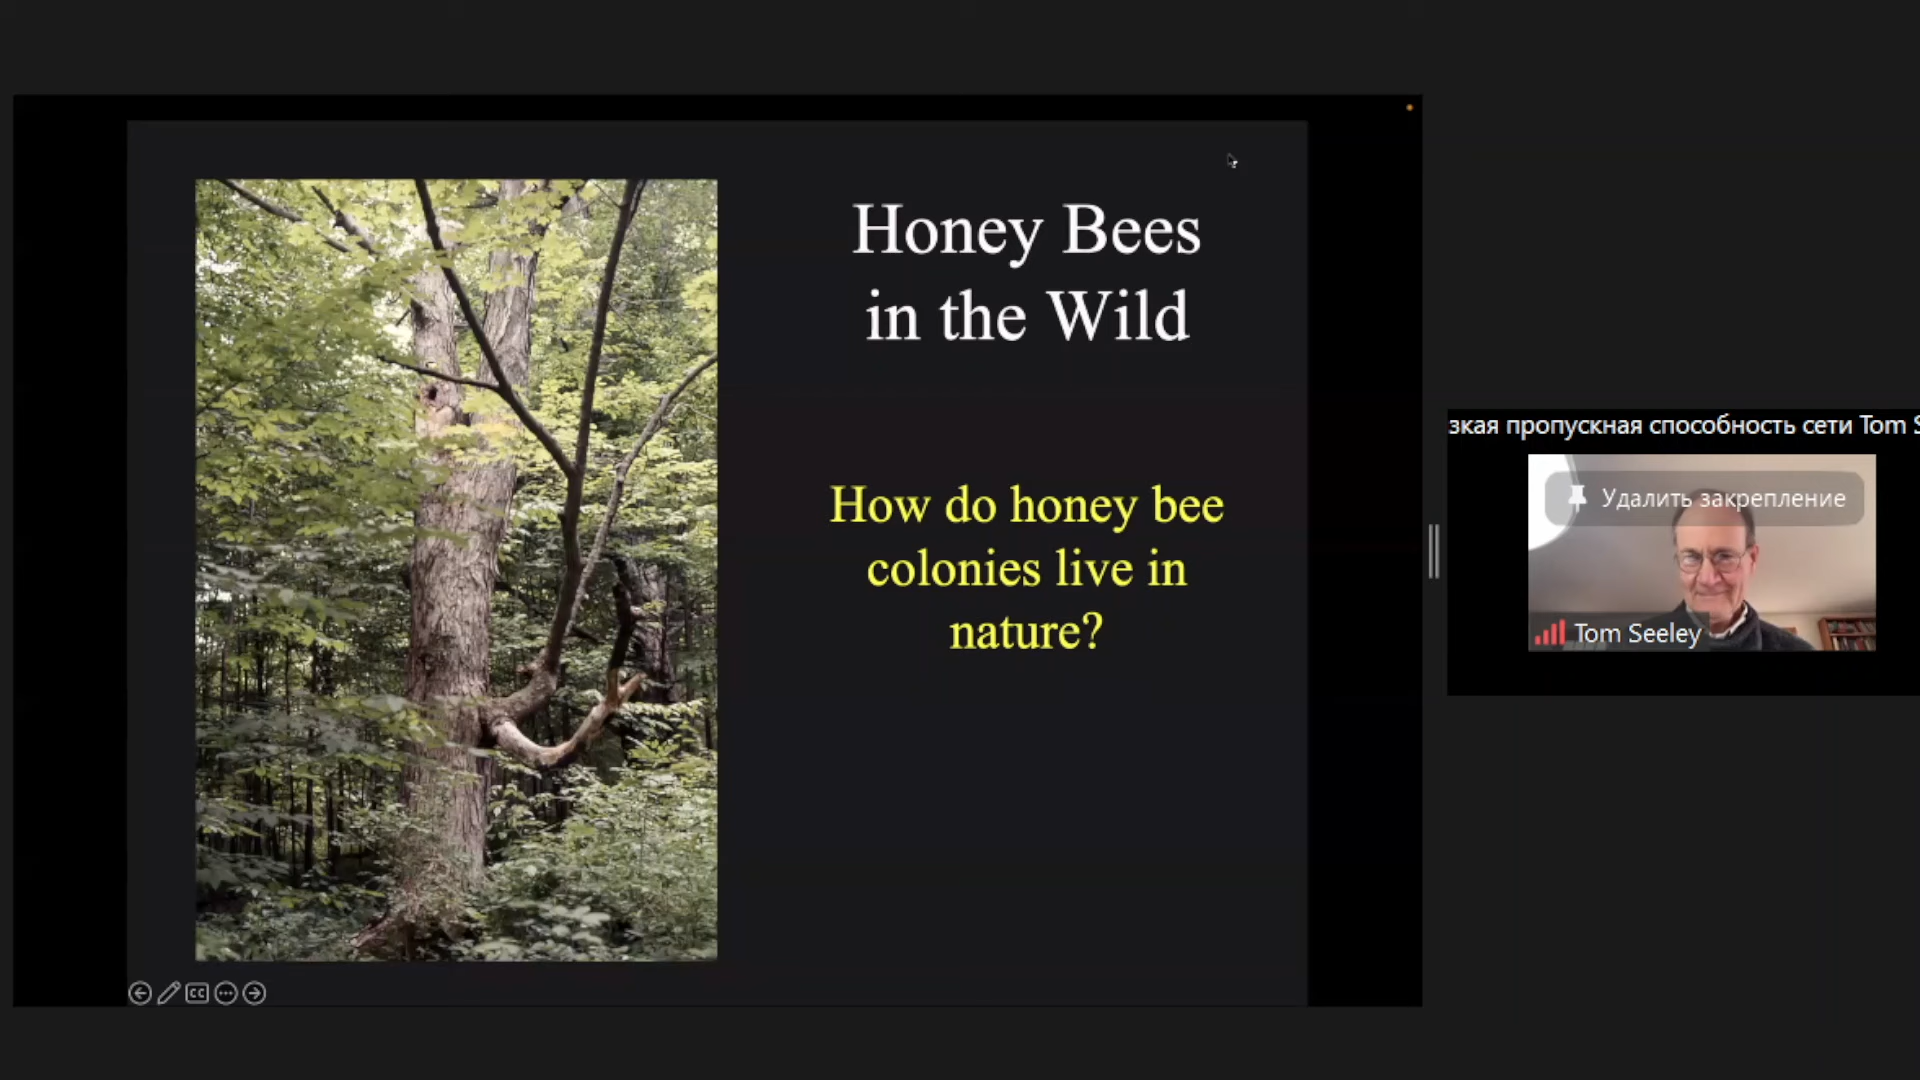 Honey Bees
in the Wild
How do honey bee
colonies live in
nature?
зкая пропускная способность сети Tom S
Удалить закрепление
Tom Seeley
CC